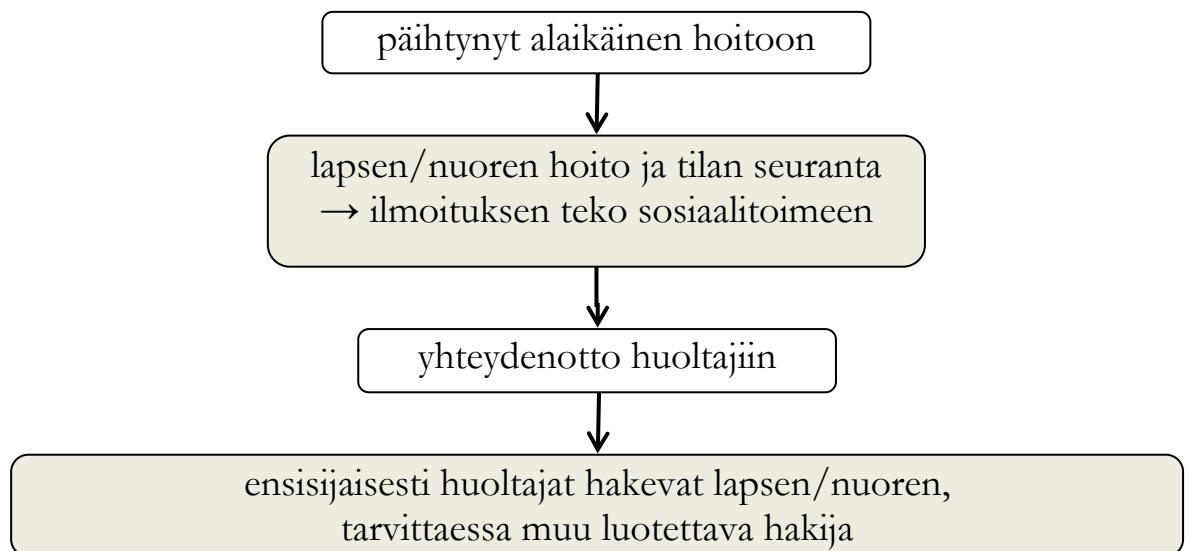 päihtynyt alaikäinen hoitoon
lapsen/nuoren hoito ja tilan seuranta
→ ilmoituksen teko sosiaalitoimeen
yhteydenotto huoltajiin
ensisijaisesti huoltajat hakevat lapsen/nuoren,
tarvittaessa muu luotettava hakija